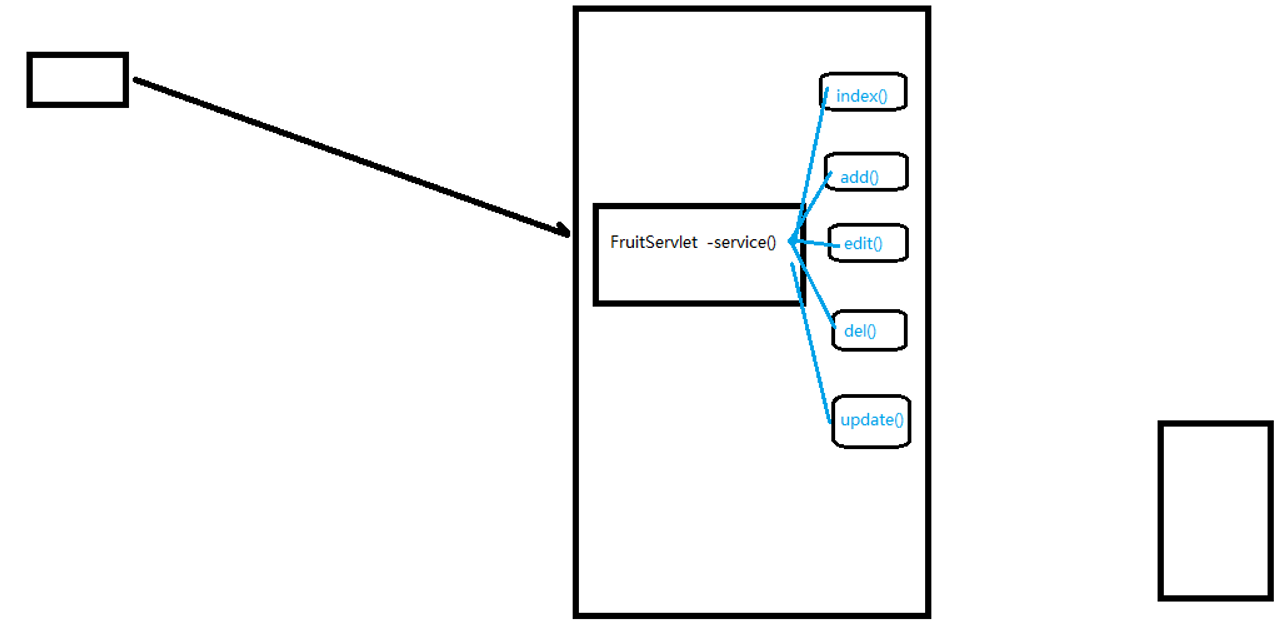 index()
add()
FruitServlet -service()
edit()
del()
update()